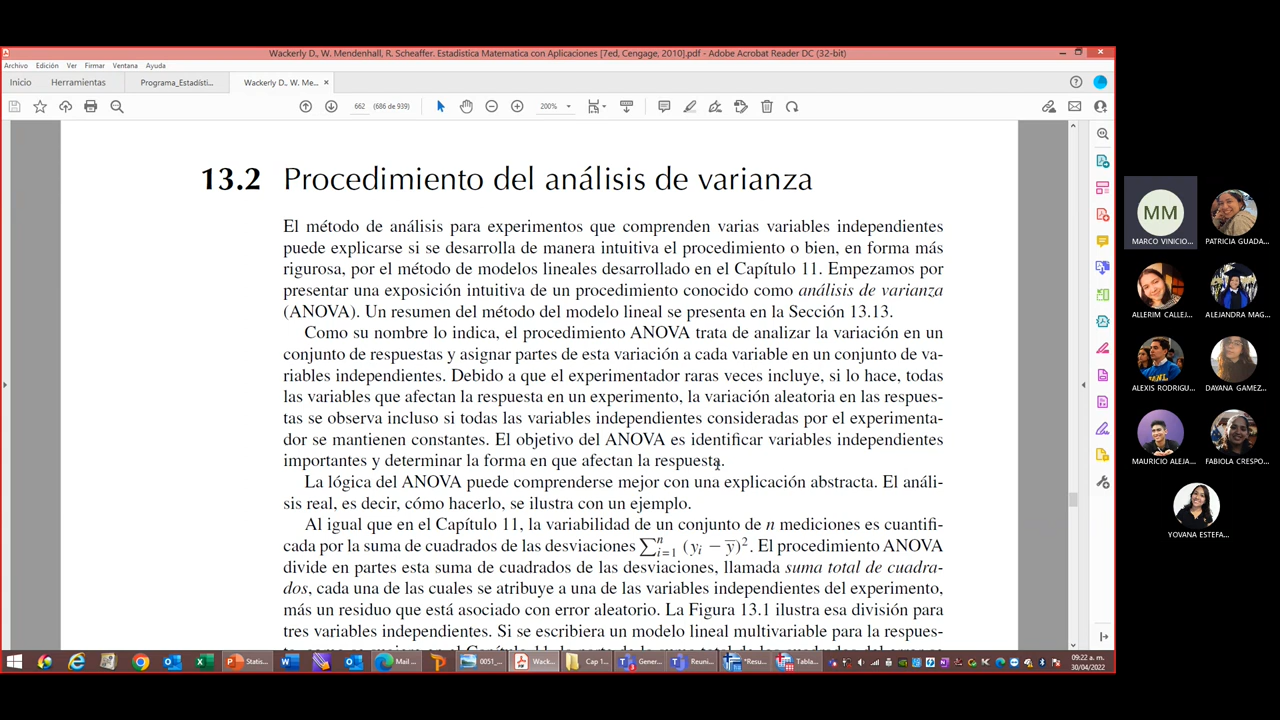 Wackerly D., W. Mendenhall, R. Scheaffer. Estadística Matematica con Aplicaciones [7ed, Cengage, 2010].pdf - Adobe Acrobat Reader DC (32-bit)
Archivo Edición Ver Firmar Ventana Ayuda
Inicio Herramientas Programa_Estadísti... Wackerly D., W. Me... ×
662 (686 de 939) 200%
13.2 Procedimiento del análisis de varianza
El método de análisis para experimentos que comprenden varias variables independientes
puede explicarse si se desarrolla de manera intuitiva el procedimiento o bien, en forma más
rigurosa, por el método de modelos lineales desarrollado en el Capítulo 11. Empezamos por
presentar una exposición intuitiva de un procedimiento conocido como análisis de varianza
(ANOVA). Un resumen del método del modelo lineal se presenta en la Sección 13.13.
Como su nombre lo indica, el procedimiento ANOVA trata de analizar la variación en un
conjunto de respuestas y asignar partes de esta variación a cada variable en un conjunto de va-
riables independientes. Debido a que el experimentador raras veces incluye, si lo hace, todas
las variables que afectan la respuesta en un experimento, la variación aleatoria en las respues-
tas se observa incluso si todas las variables independientes consideradas por el experimenta-
dor se mantienen constantes. El objetivo del ANOVA es identificar variables independientes
importantes y determinar la forma en que afectan la respuesta.
La lógica del ANOVA puede comprenderse mejor con una explicación abstracta. El análi-
sis real, es decir, cómo hacerlo, se ilustra con un ejemplo.
Al igual que en el Capítulo 11, la variabilidad de un conjunto de n mediciones es cuantifi-
cada por la suma de cuadrados de las desviaciones ∑ⁿᵢ₌₁ (yᵢ − ȳ)². El procedimiento ANOVA
divide en partes esta suma de cuadrados de las desviaciones, llamada suma total de cuadra-
dos, cada una de las cuales se atribuye a una de las variables independientes del experimento,
más un residuo que está asociado con error aleatorio. La Figura 13.1 ilustra esa división para
tres variables independientes. Si se escribiera un modelo lineal multivariable para la respues-
Statis... Mail ... 0051_... Wack... Cap 1... Gener... Reuni... *Resu... Tabla...
09:22 a. m.
30/04/2022
MM
MARCO VINICIO... PATRICIA GUADA...
ALLERIM CALLEJ... ALEJANDRA MAG...
ALEXIS RODRIGU... DAYANA GAMEZ...
MAURICIO ALEJA... FABIOLA CRESPO...
YOVANA ESTEFA...